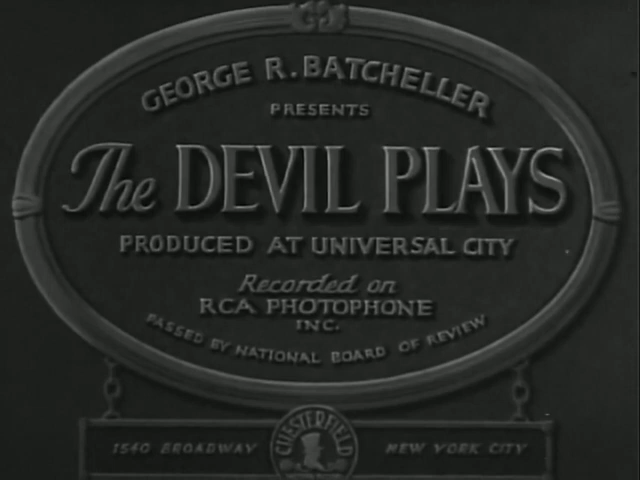 GEORGE R. BATCHELLER
PRESENTS
The DEVIL PLAYS
PRODUCED AT UNIVERSAL CITY
Recorded on
RCA PHOTOPHONE
INC.
PASSED BY NATIONAL BOARD OF REVIEW
1540 BROADWAY CHESTERFIELD NEW YORK CITY